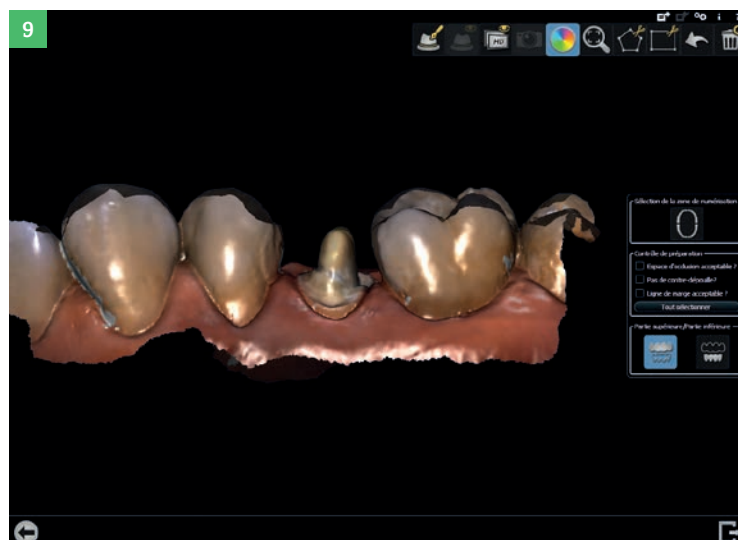 9
HD
Sélection de la zone de numérisation
Contrôle de préparation
Espace d'occlusion acceptable ?
Pas de contre-dépouille?
Ligne de marge acceptable ?
Tout sélectionner
Partie supérieure/Partie inférieure